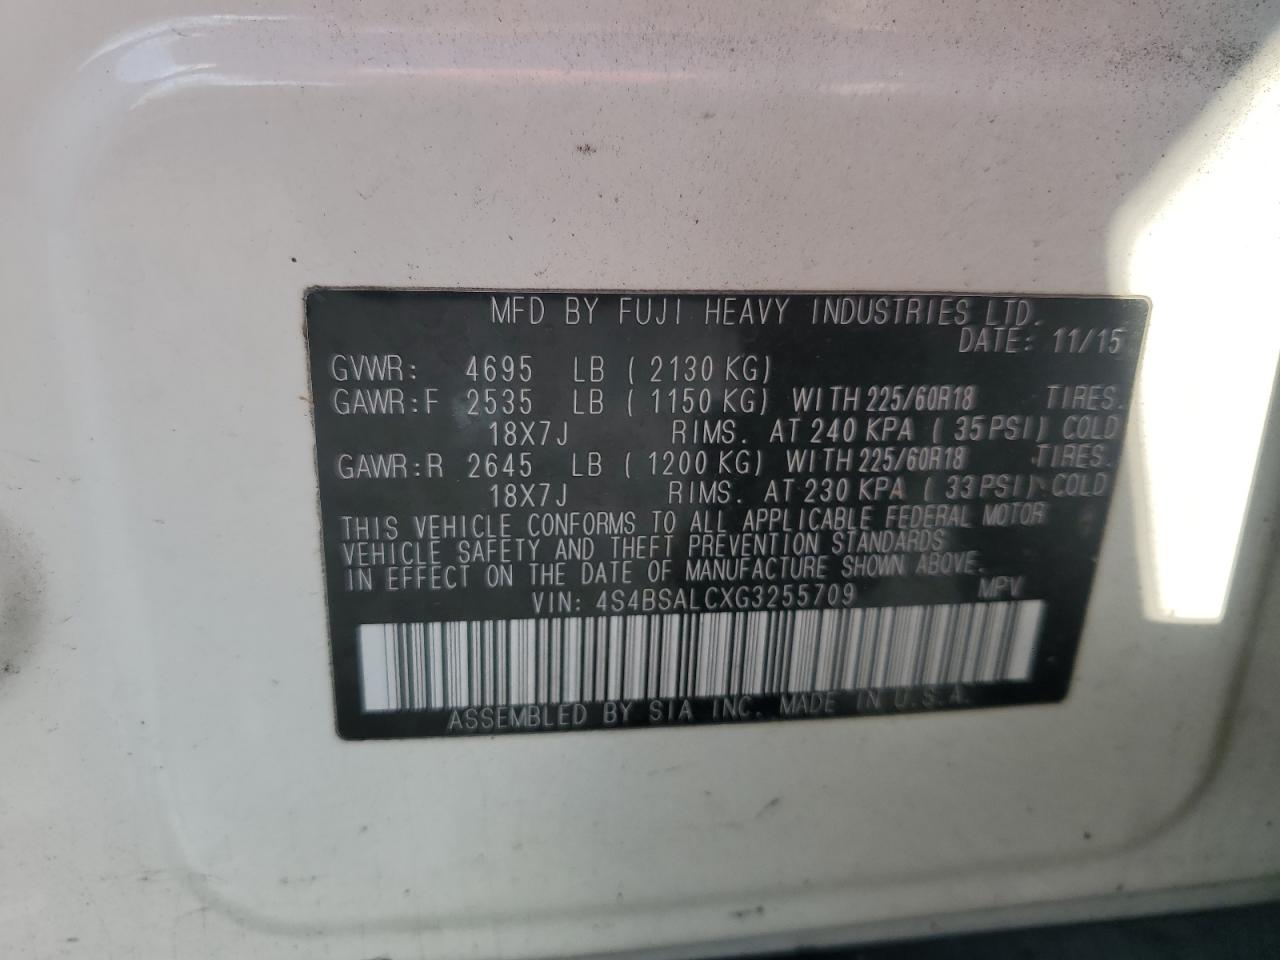 MFD BY FUJI HEAVY INDUSTRIES LTD.
DATE: 11/15
GVWR: 4695 LB ( 2130 KG)
GAWR:F 2535 LB ( 1150 KG) WITH 225/60R18 TIRES.
18X7J RIMS. AT 240 KPA ( 35 PSI) COLD
GAWR:R 2645 LB ( 1200 KG) WITH 225/60R18 TIRES.
18X7J RIMS. AT 230 KPA ( 33 PSI) COLD
THIS VEHICLE CONFORMS TO ALL APPLICABLE FEDERAL MOTOR
VEHICLE SAFETY AND THEFT PREVENTION STANDARDS
IN EFFECT ON THE DATE OF MANUFACTURE SHOWN ABOVE.
VIN: 4S4BSALCXG3255709 MPV
ASSEMBLED BY SIA INC. MADE IN U.S.A.